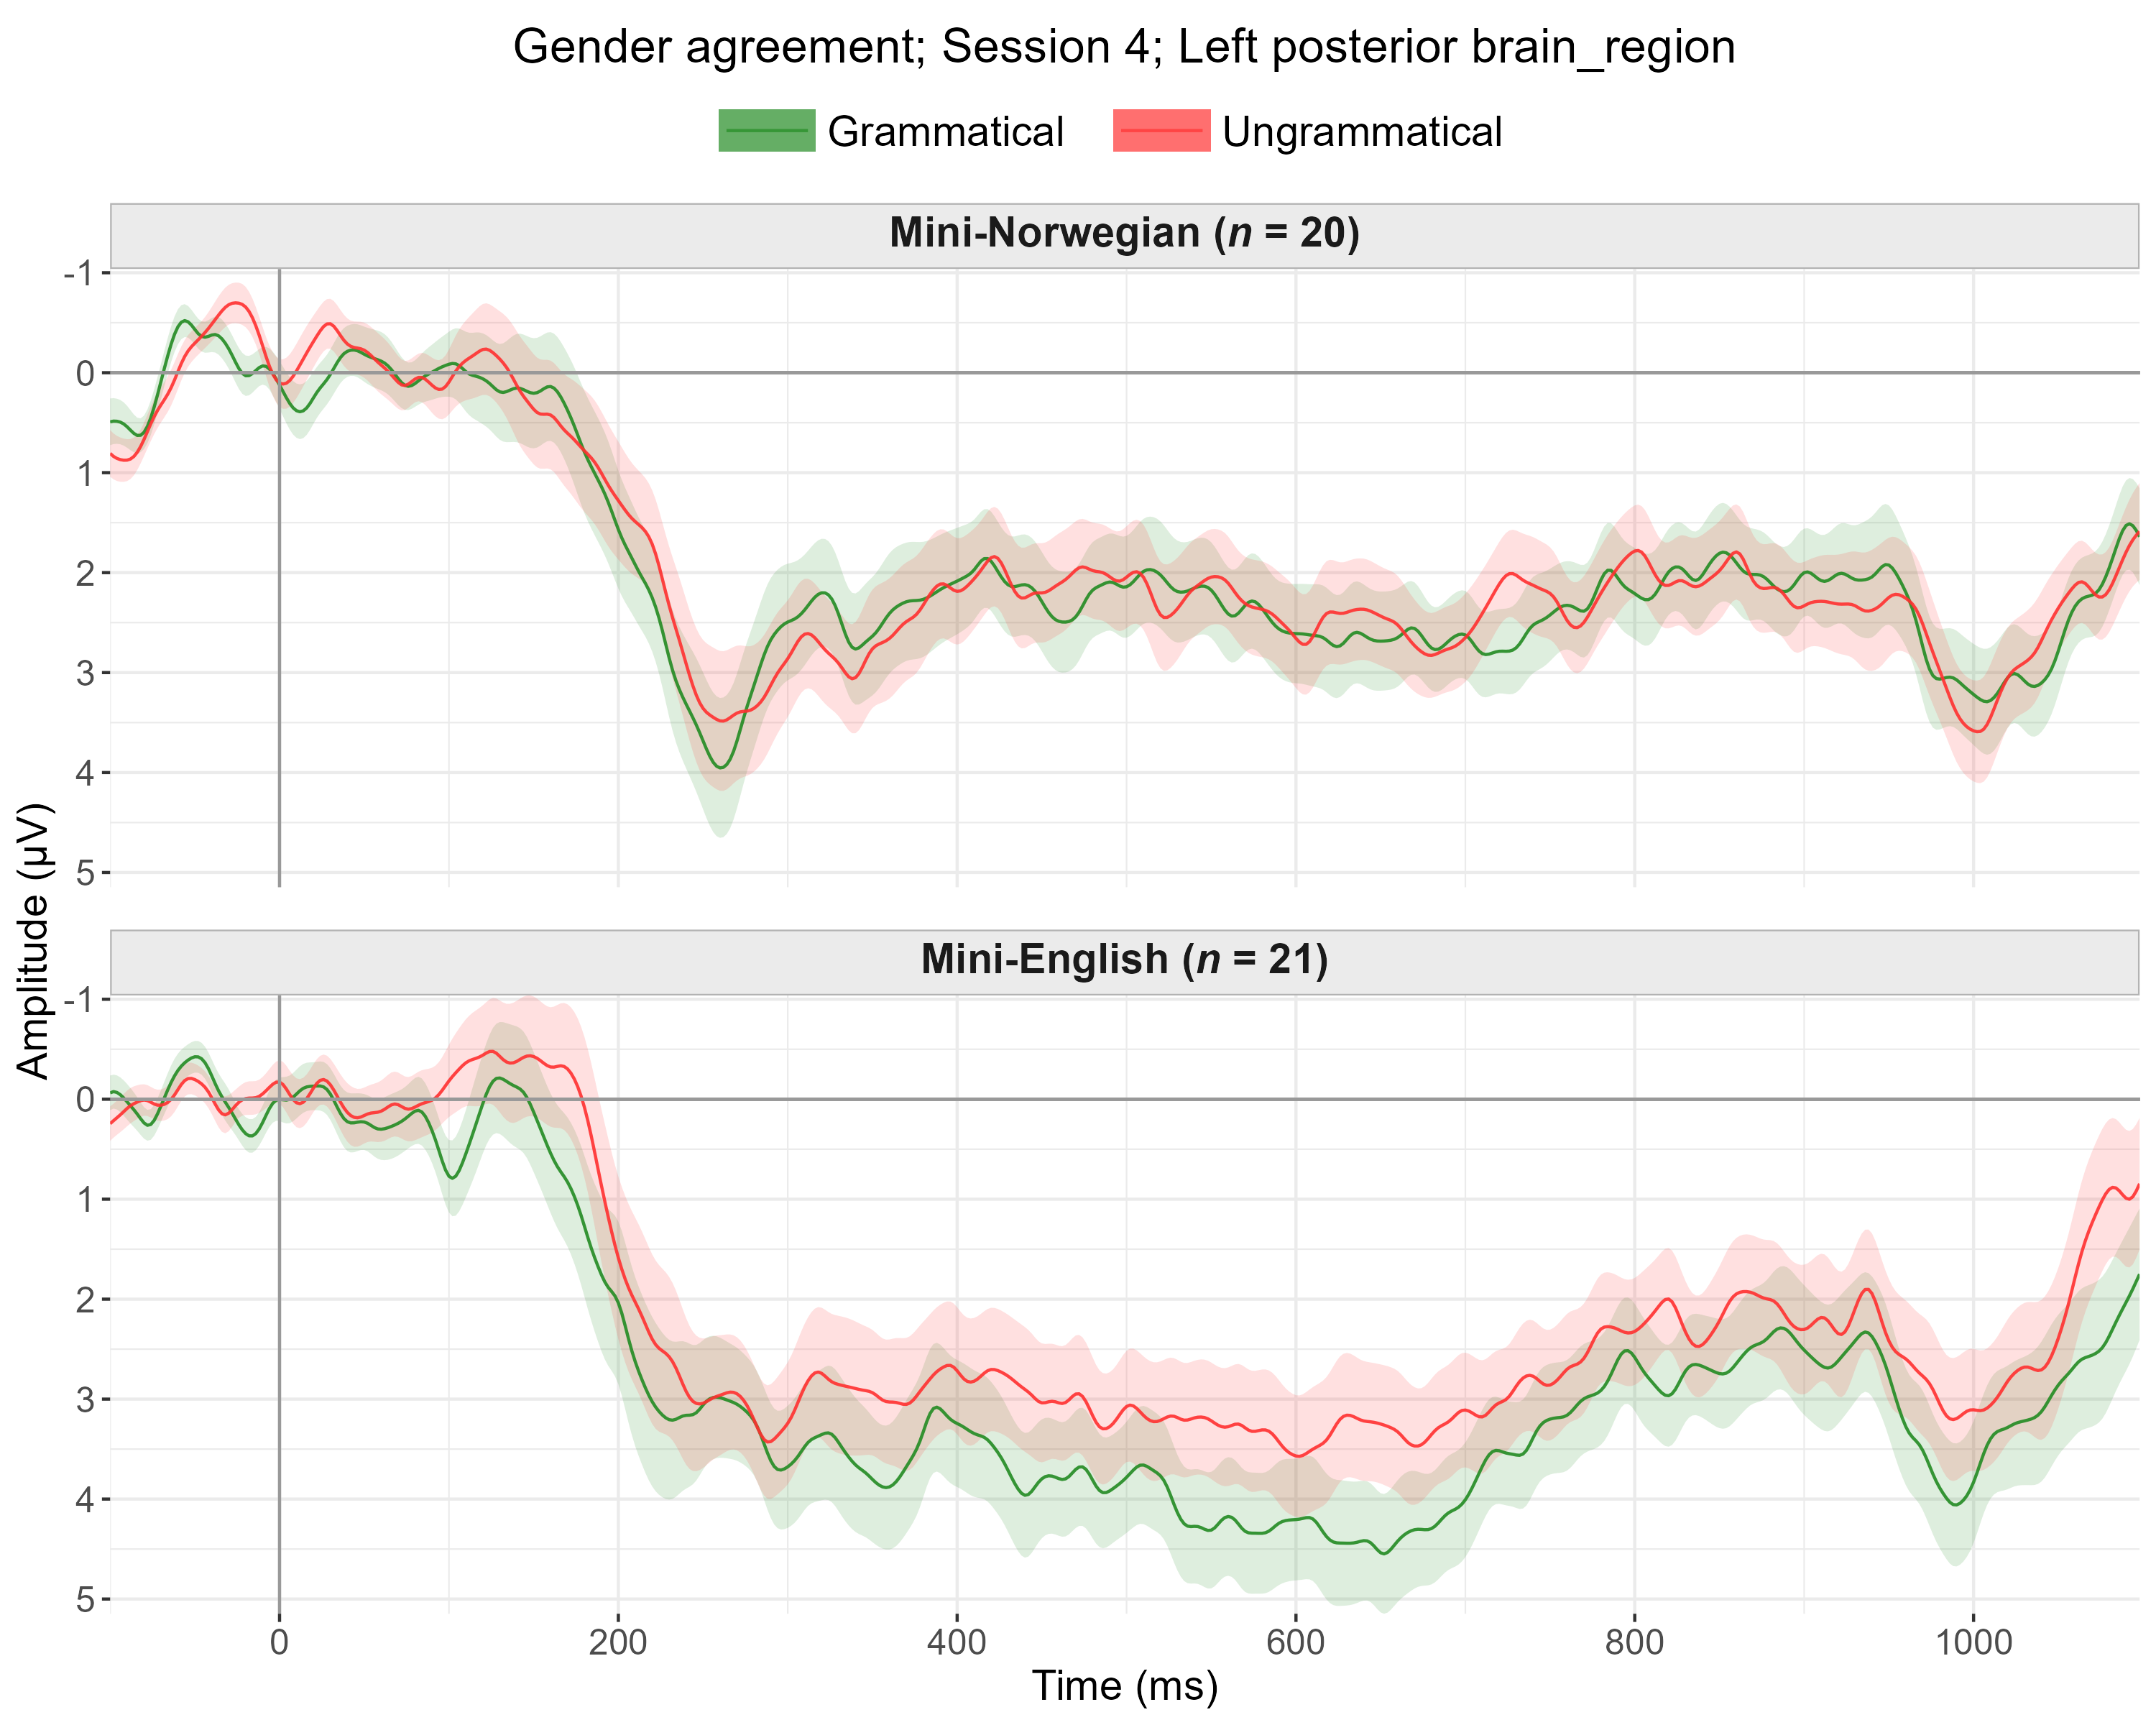 Gender agreement; Session 4; Left posterior brain_region
Grammatical Ungrammatical
Mini-Norwegian (n = 20)
-1
0
1
2
3
4
5
Mini-English (n = 21)
-1
0
1
2
3
4
5
Amplitude (µV)
0 200 400 600 800 1000
Time (ms)